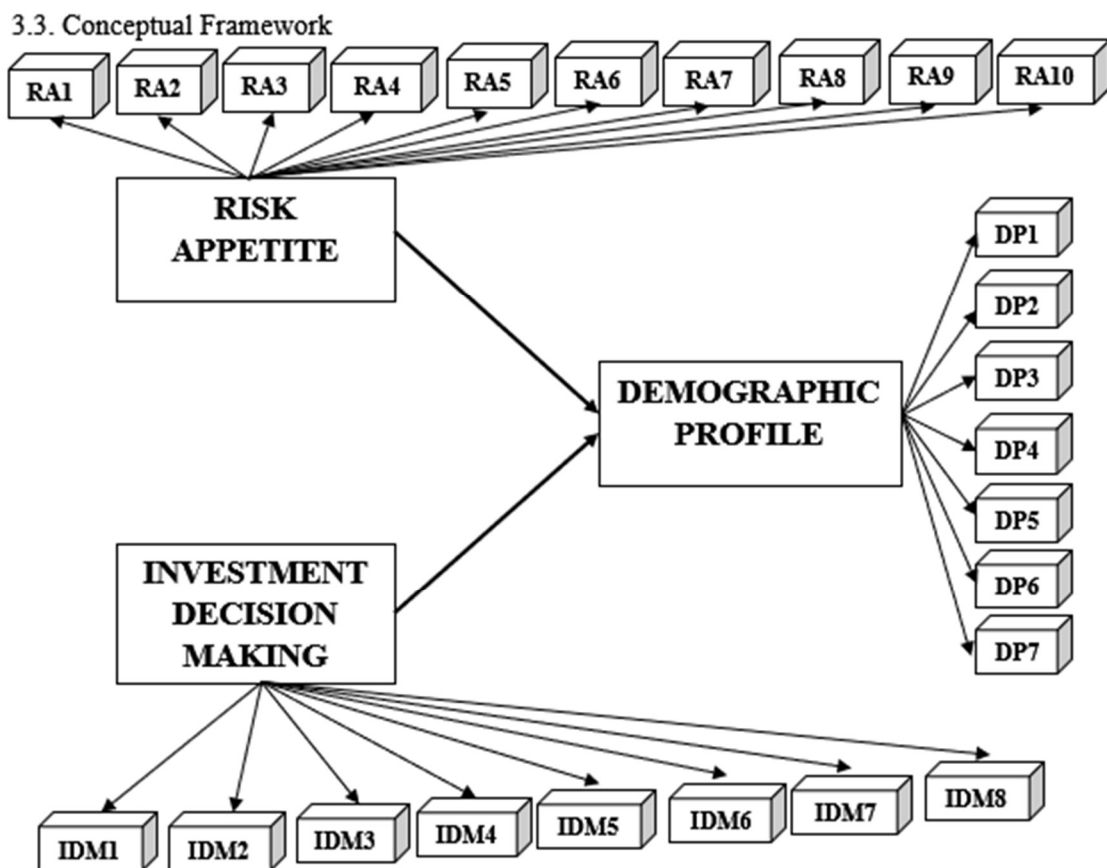 3.3. Conceptual Framework
RA1 RA2 RA3 RA4 RA5 RA6 RA7 RA8 RA9 RA10
RISK
APPETITE
DP1
DP2
DP3
DEMOGRAPHIC
PROFILE
DP4
DP5
DP6
DP7
INVESTMENT
DECISION
MAKING
IDM1 IDM2 IDM3 IDM4 IDM5 IDM6 IDM7 IDM8